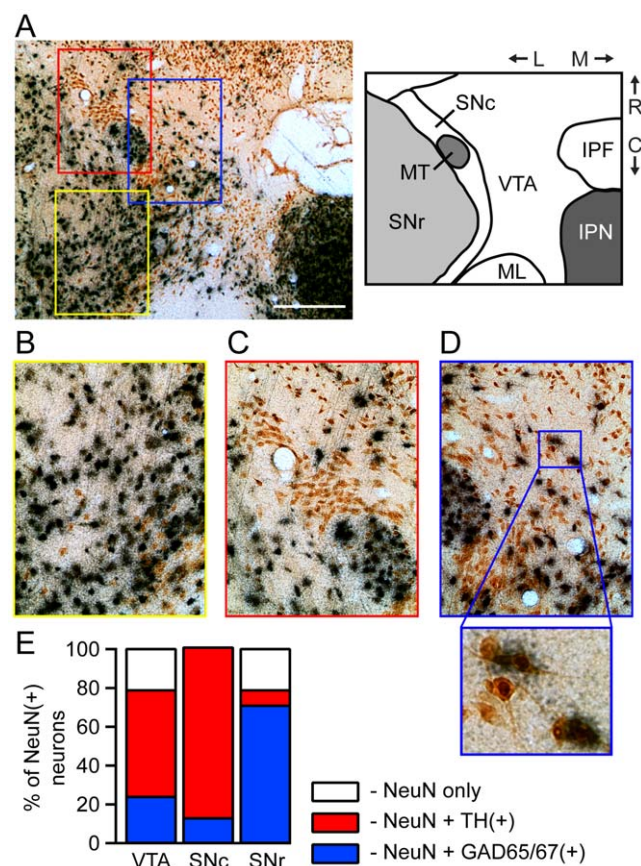 A
← L M →
↑
R
C
↓
SNc
MT
VTA
IPF
SNr
IPN
ML
B
C
D
E
% of NeuN(+)
neurons
100
80
60
40
20
0
VTA
SNc
SNr
- NeuN only
- NeuN + TH(+)
- NeuN + GAD65/67(+)